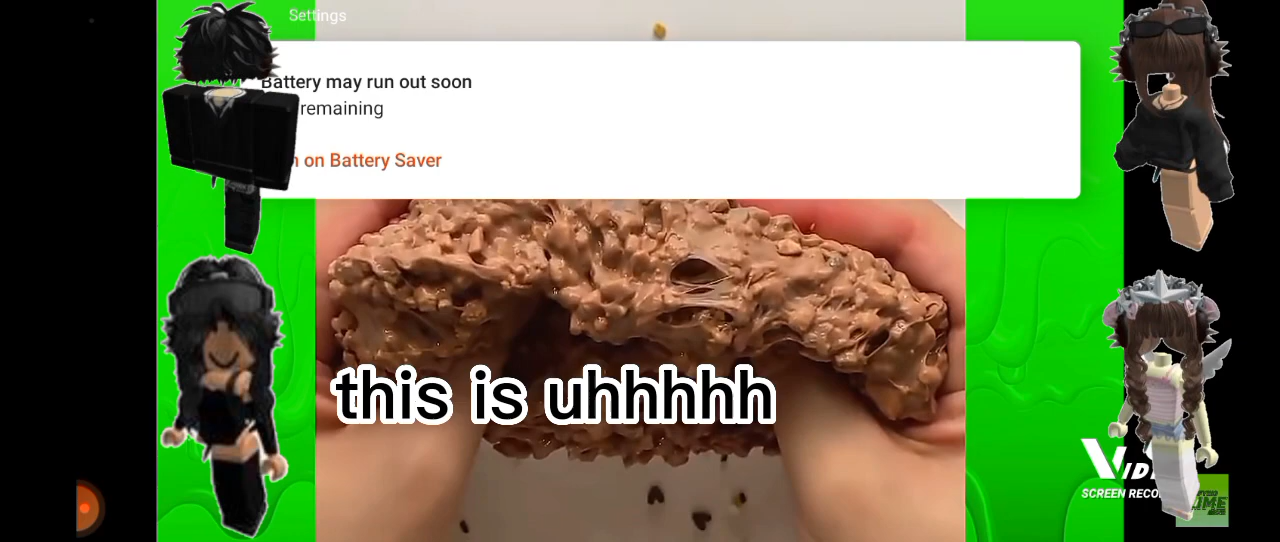 Settings
Battery may run out soon
remaining
on Battery Saver
this is uhhhhh
SCREEN RECO